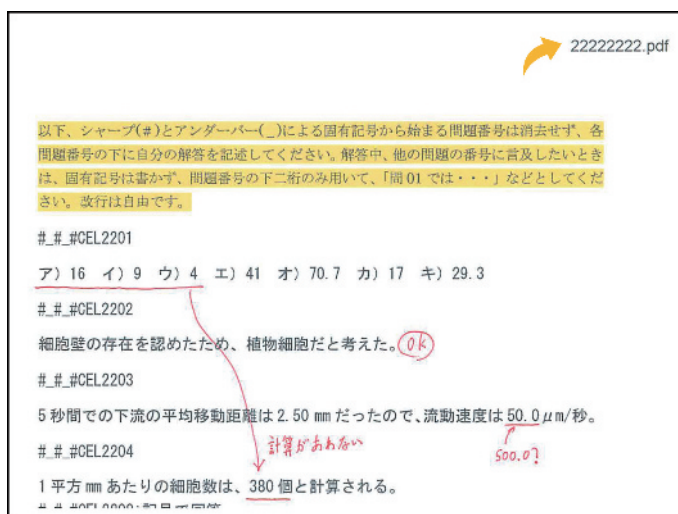 22222222.pdf
以下、シャープ(#)とアンダーバー(_)による固有記号から始まる問題番号は消去せず、各
問題番号の下に自分の解答を記述してください。解答中、他の問題の番号に言及したいとき
は、固有記号は書かず、問題番号の下二桁のみ用いて、「問 01 では・・・」などとしてくだ
さい。改行は自由です。
#_#_#CEL2201
ア）16 イ）9 ウ）4 エ）41 オ）70.7 カ）17 キ）29.3
#_#_#CEL2202
細胞壁の存在を認めたため、植物細胞だと考えた。 OK
#_#_#CEL2203
5 秒間での下流の平均移動距離は 2.50 mm だったので、流動速度は 50.0 μm/秒。
計算があわない
500.0?
#_#_#CEL2204
1 平方 mm あたりの細胞数は、380 個と計算される。